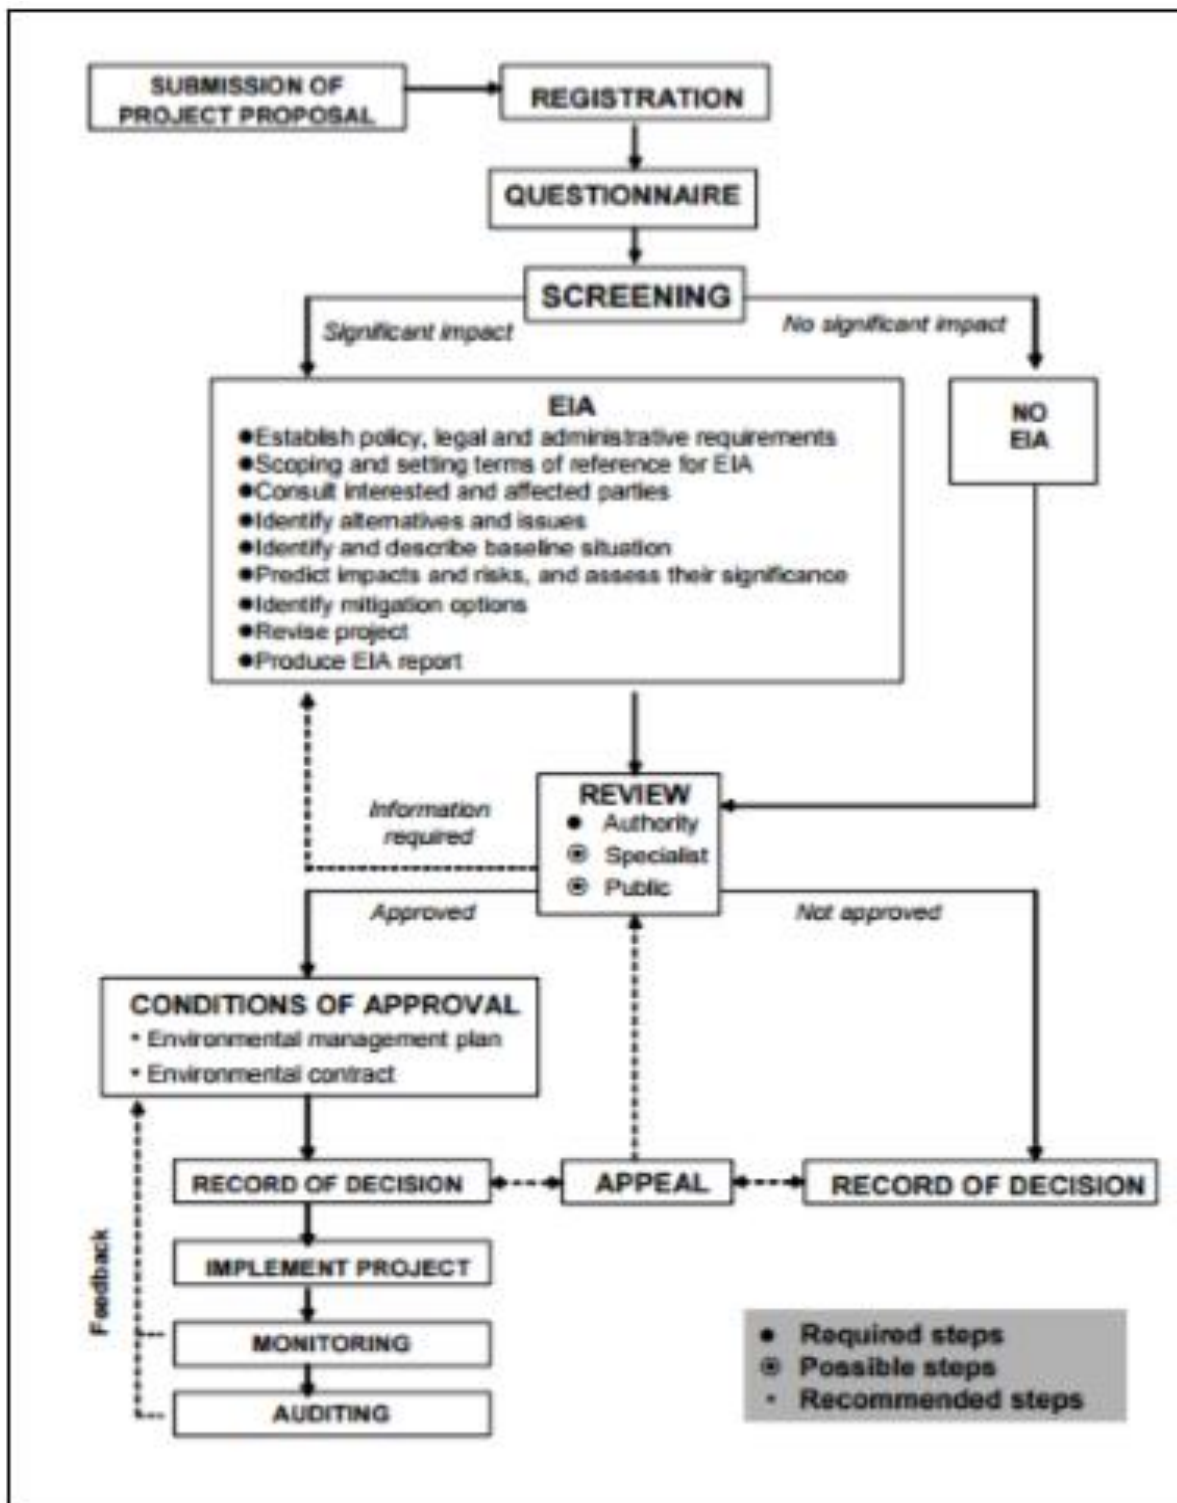 SUBMISSION OF
PROJECT PROPOSAL
REGISTRATION
QUESTIONNAIRE
SCREENING
Significant impact
No significant impact
EIA
●Establish policy, legal and administrative requirements
●Scoping and setting terms of reference for EIA
●Consult interested and affected parties
●Identify alternatives and issues
●Identify and describe baseline situation
●Predict impacts and risks, and assess their significance
●Identify mitigation options
●Revise project
●Produce EIA report
NO
EIA
REVIEW
● Authority
◉ Specialist
◉ Public
Information
required
Approved
Not approved
CONDITIONS OF APPROVAL
• Environmental management plan
• Environmental contract
RECORD OF DECISION
APPEAL
RECORD OF DECISION
IMPLEMENT PROJECT
MONITORING
AUDITING
Feedback
● Required steps
◉ Possible steps
• Recommended steps